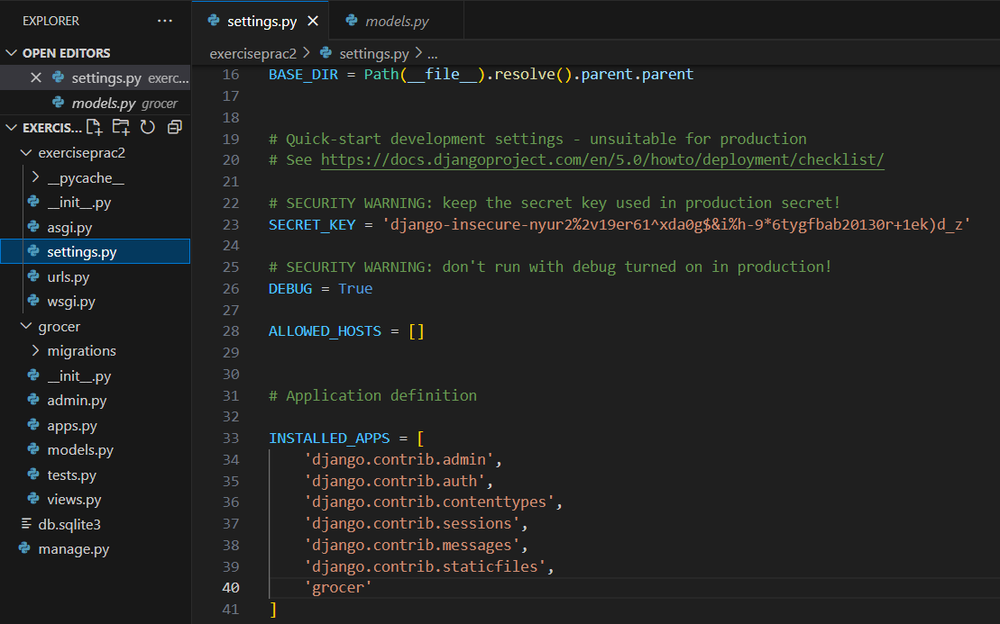 EXPLORER
OPEN EDITORS
settings.py exerc...
models.py grocer
EXERCIS...
exerciseprac2
__pycache__
__init__.py
asgi.py
settings.py
urls.py
wsgi.py
grocer
migrations
__init__.py
admin.py
apps.py
models.py
tests.py
views.py
db.sqlite3
manage.py
settings.py
models.py
exerciseprac2 > settings.py > ...
16 BASE_DIR = Path(__file__).resolve().parent.parent
17
18
19 # Quick-start development settings - unsuitable for production
20 # See https://docs.djangoproject.com/en/5.0/howto/deployment/checklist/
21
22 # SECURITY WARNING: keep the secret key used in production secret!
23 SECRET_KEY = 'django-insecure-nyur2%2v19er61^xda0g$&i%h-9*6tygfbab20130r+1ek)d_z'
24
25 # SECURITY WARNING: don't run with debug turned on in production!
26 DEBUG = True
27
28 ALLOWED_HOSTS = []
29
30
31 # Application definition
32
33 INSTALLED_APPS = [
34     'django.contrib.admin',
35     'django.contrib.auth',
36     'django.contrib.contenttypes',
37     'django.contrib.sessions',
38     'django.contrib.messages',
39     'django.contrib.staticfiles',
40     'grocer'
41 ]